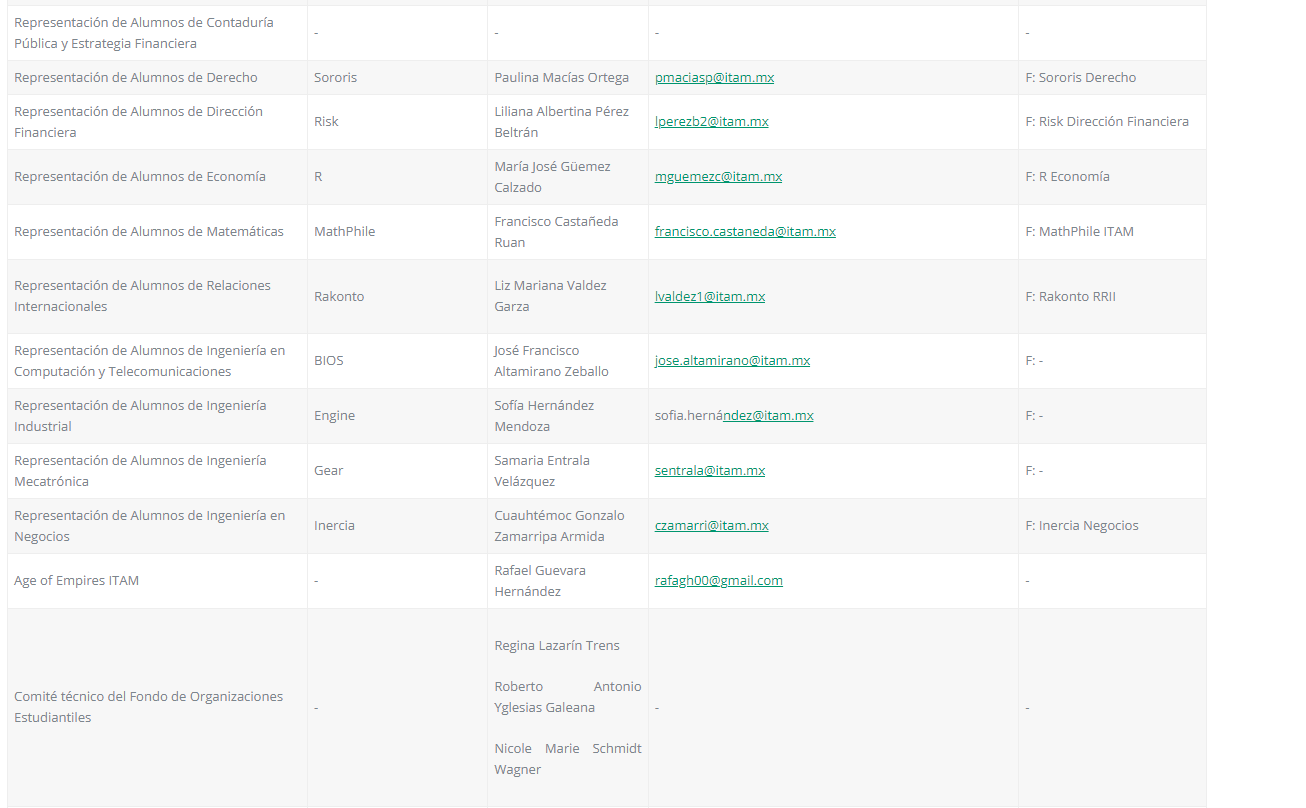 Representación de Alumnos de Contaduría
Pública y Estrategia Financiera
-
-
-
-
Representación de Alumnos de Derecho
Sororis
Paulina Macías Ortega
pmaciasp@itam.mx
F: Sororis Derecho
Representación de Alumnos de Dirección
Financiera
Risk
Liliana Albertina Pérez
Beltrán
lperezb2@itam.mx
F: Risk Dirección Financiera
Representación de Alumnos de Economía
R
María José Güemez
Calzado
mguemezc@itam.mx
F: R Economía
Representación de Alumnos de Matemáticas
MathPhile
Francisco Castañeda
Ruan
francisco.castaneda@itam.mx
F: MathPhile ITAM
Representación de Alumnos de Relaciones
Internacionales
Rakonto
Liz Mariana Valdez
Garza
lvaldez1@itam.mx
F: Rakonto RRII
Representación de Alumnos de Ingeniería en
Computación y Telecomunicaciones
BIOS
José Francisco
Altamirano Zeballo
jose.altamirano@itam.mx
F: -
Representación de Alumnos de Ingeniería
Industrial
Engine
Sofía Hernández
Mendoza
sofia.hernández@itam.mx
F: -
Representación de Alumnos de Ingeniería
Mecatrónica
Gear
Samaria Entrala
Velázquez
sentrala@itam.mx
F: -
Representación de Alumnos de Ingeniería en
Negocios
Inercia
Cuauhtémoc Gonzalo
Zamarripa Armida
czamarri@itam.mx
F: Inercia Negocios
Age of Empires ITAM
-
Rafael Guevara
Hernández
rafagh00@gmail.com
-
Comité técnico del Fondo de Organizaciones
Estudiantiles
-
Regina Lazarín Trens
Roberto Antonio
Yglesias Galeana
Nicole Marie Schmidt
Wagner
-
-